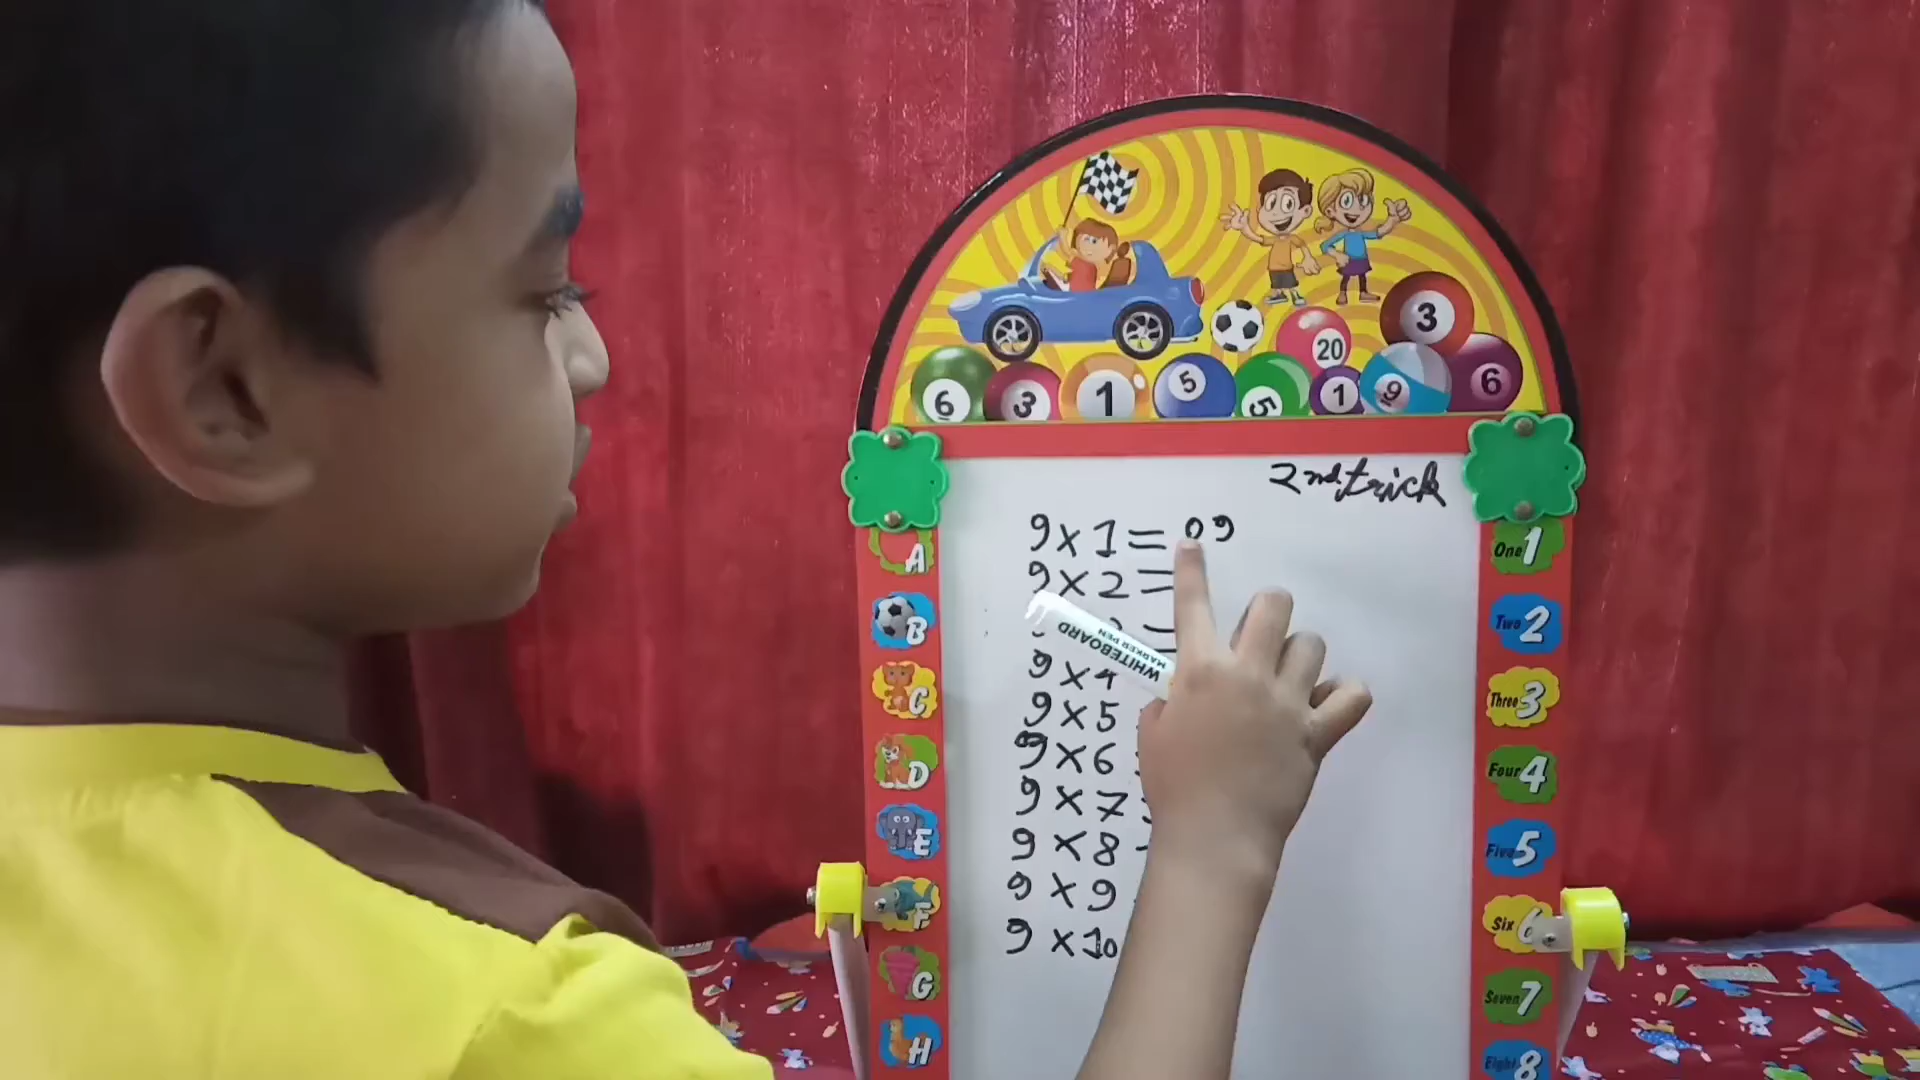 3
20
6
6
3
1
5
5
1
9
2nd trick
9 x 1 = 09
9 x 2 =
9 x 4
9 x 5
9 x 6
9 x 7
9 x 8
9 x 9
9 x 10
WHITEBOARD
MARKER PEN
A
B
C
D
E
F
G
H
One 1
Two 2
Three 3
Four 4
Five 5
Six 6
Seven 7
Eight 8